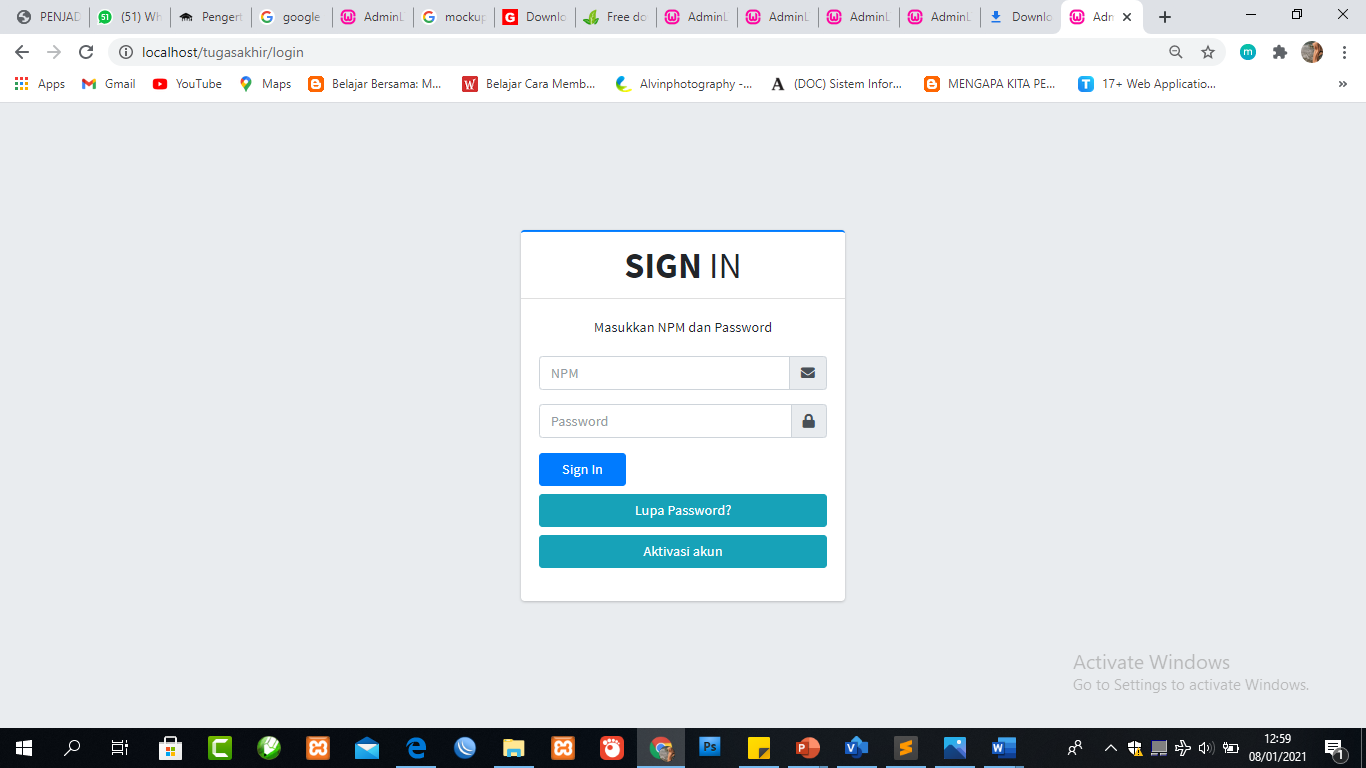 PENJAD
(51) Wh
Pengert
google
AdminL
mockup
Downlo
Free do
AdminL
AdminL
AdminL
AdminL
Downlo
Adm
localhost/tugasakhir/login
Apps
Gmail
YouTube
Maps
Belajar Bersama: M...
Belajar Cara Memb...
Alvinphotography -...
(DOC) Sistem Infor...
MENGAPA KITA PE...
17+ Web Applicatio...
SIGN IN
Masukkan NPM dan Password
NPM
Password
Sign In
Lupa Password?
Aktivasi akun
Activate Windows
Go to Settings to activate Windows.
12:59
08/01/2021